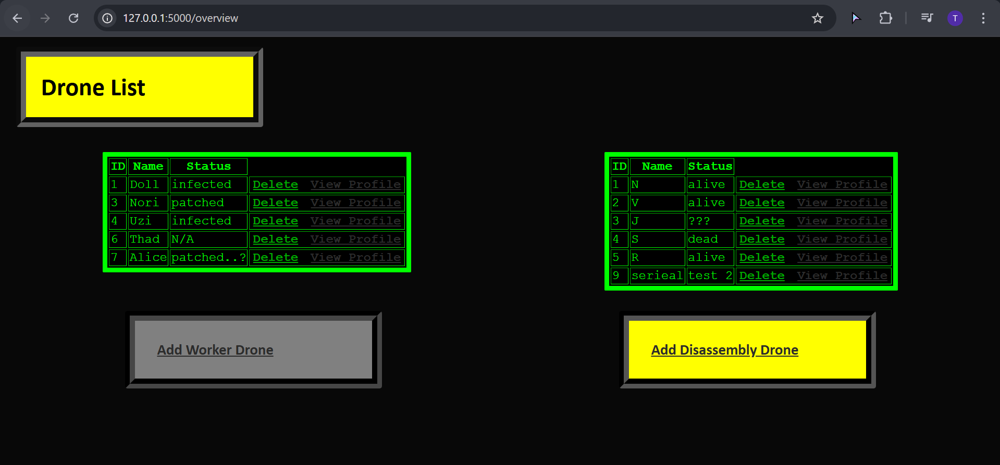 127.0.0.1:5000/overview
T
Drone List
ID Name Status
1 Doll infected Delete View Profile
3 Nori patched Delete View Profile
4 Uzi infected Delete View Profile
6 Thad N/A Delete View Profile
7 Alice patched..? Delete View Profile
ID Name Status
1 N alive Delete View Profile
2 V alive Delete View Profile
3 J ??? Delete View Profile
4 S dead Delete View Profile
5 R alive Delete View Profile
9 serieal test 2 Delete View Profile
Add Worker Drone
Add Disassembly Drone